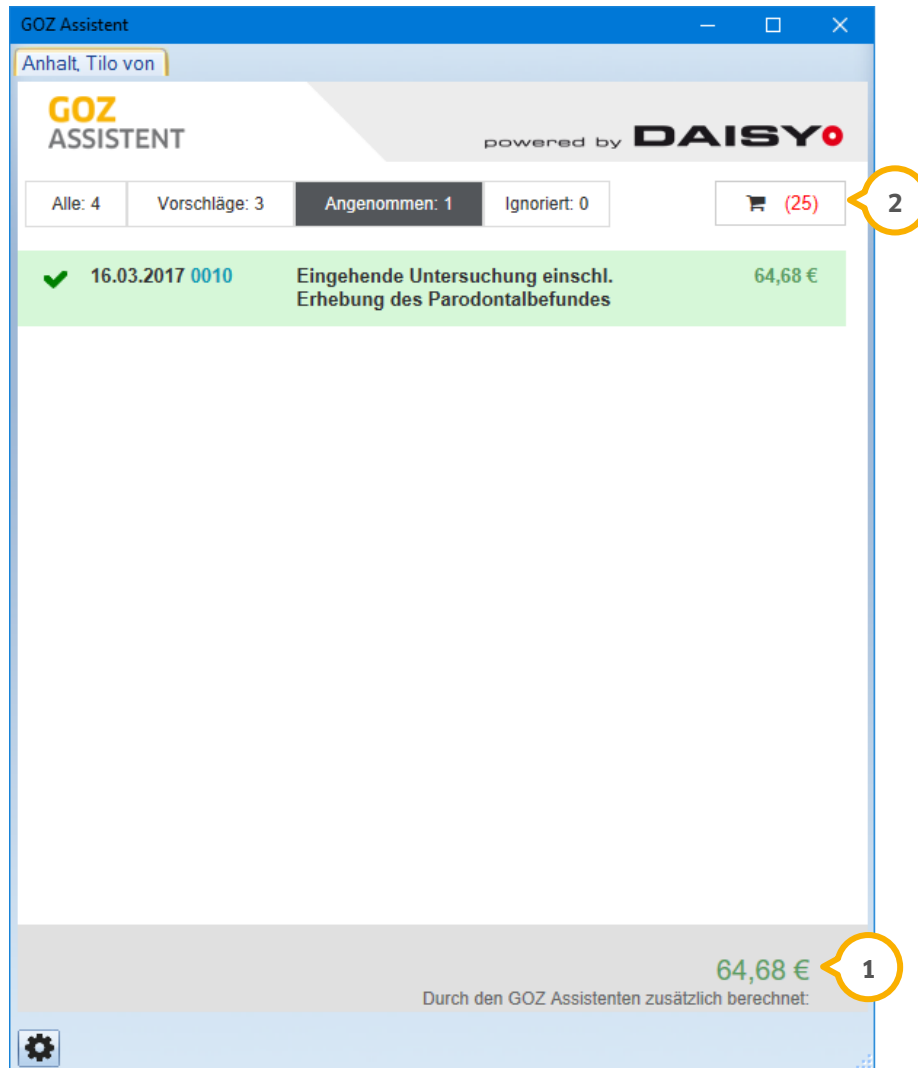 GOZ Assistent
Anhalt, Tilo von
GOZ
ASSISTENT
powered by DAISY
Alle: 4 Vorschläge: 3 Angenommen: 1 Ignoriert: 0 (25) 2
16.03.2017 0010 Eingehende Untersuchung einschl. 64,68 €
Erhebung des Parodontalbefundes
64,68 € 1
Durch den GOZ Assistenten zusätzlich berechnet: